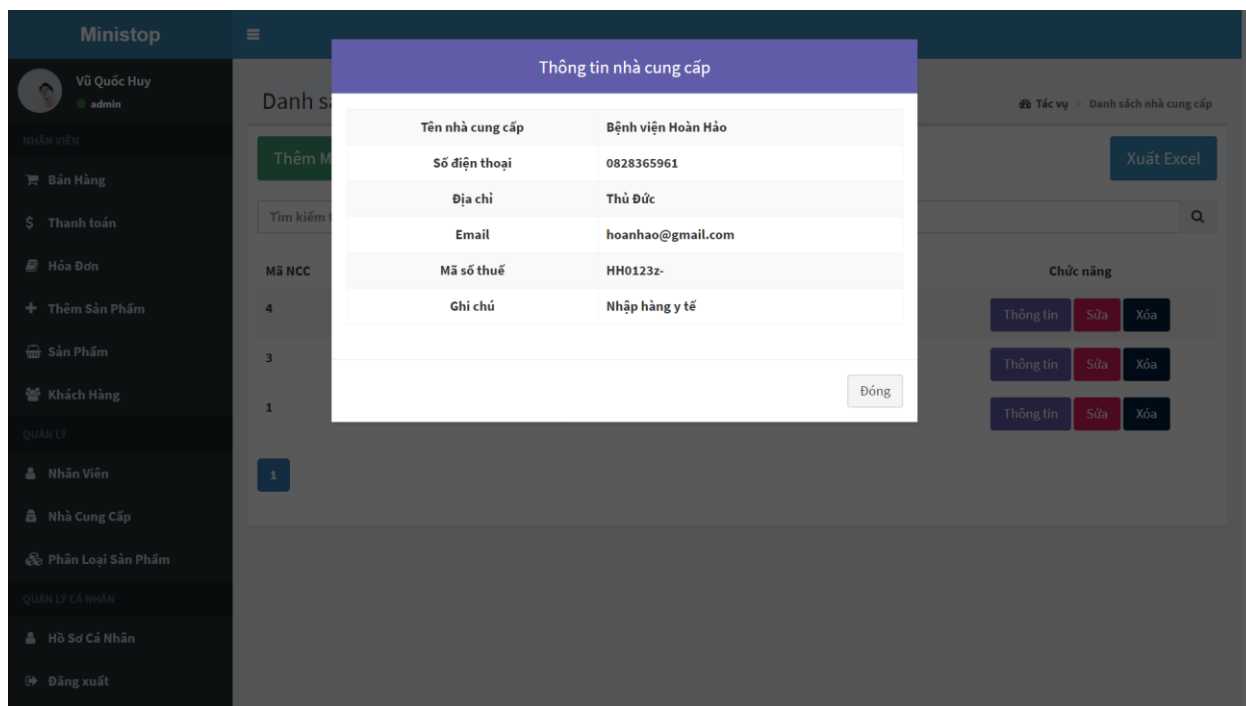 Ministop
Vũ Quốc Huy
admin
NHÂN VIÊN
Bán Hàng
$ Thanh toán
Hóa Đơn
Thêm Sản Phẩm
Sản Phẩm
Khách Hàng
QUẢN LÝ
Nhân Viên
Nhà Cung Cấp
Phân Loại Sản Phẩm
QUẢN LÝ CÁ NHÂN
Hồ Sơ Cá Nhân
Đăng xuất
Danh
Tác vụ > Danh sách nhà cung cấp
Thêm
Xuất Excel
Tìm kiếm
Mã NCC Chức năng
4 Thông tin Sửa Xóa
3 Thông tin Sửa Xóa
1 Thông tin Sửa Xóa
1
Thông tin nhà cung cấp
Tên nhà cung cấp Bệnh viện Hoàn Hảo
Số điện thoại 0828365961
Địa chỉ Thủ Đức
Email hoanhao@gmail.com
Mã số thuế HH0123z-
Ghi chú Nhập hàng y tế
Đóng